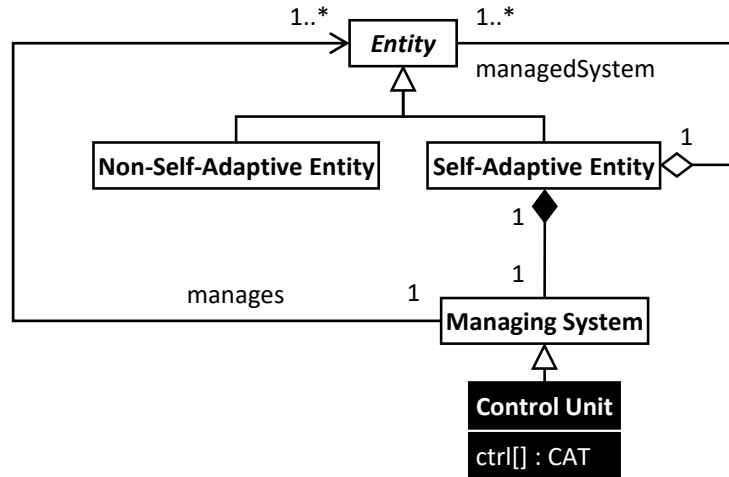 1..*
Entity
1..*
managedSystem
1
Non-Self-Adaptive Entity
Self-Adaptive Entity
1
1
manages
1
Managing System
Control Unit
ctrl[] : CAT